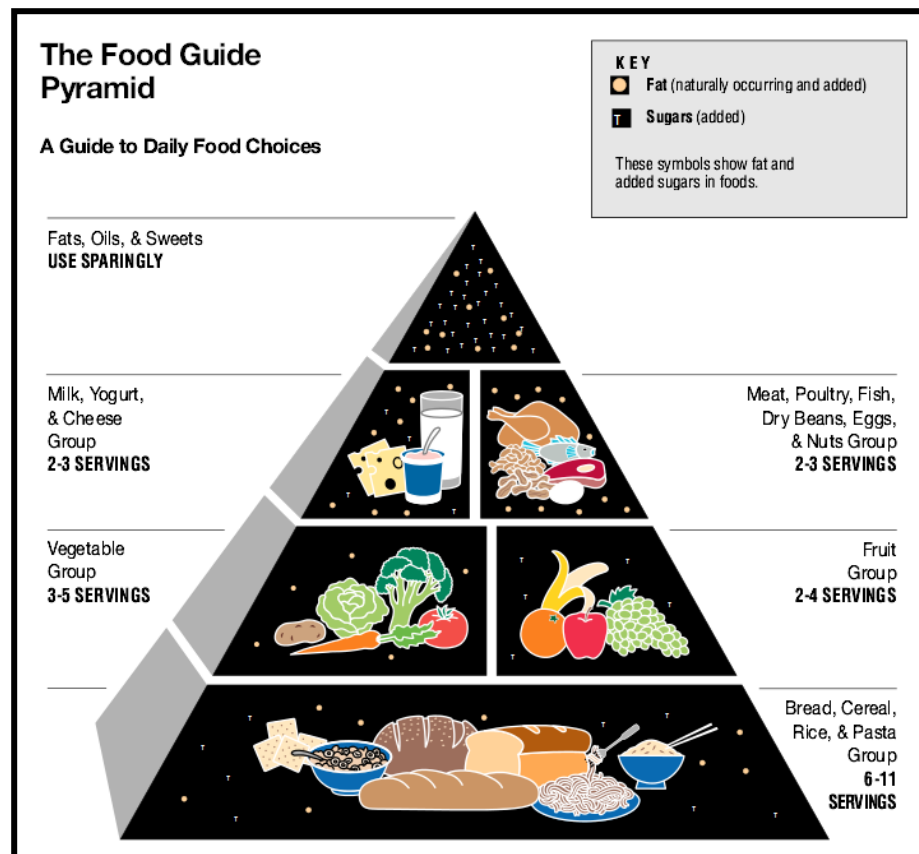 The Food Guide
Pyramid
A Guide to Daily Food Choices
KEY
Fat (naturally occurring and added)
T
Sugars (added)
These symbols show fat and
added sugars in foods.
Fats, Oils, & Sweets
USE SPARINGLY
Milk, Yogurt,
& Cheese
Group
2-3 SERVINGS
Meat, Poultry, Fish,
Dry Beans, Eggs,
& Nuts Group
2-3 SERVINGS
Vegetable
Group
3-5 SERVINGS
Fruit
Group
2-4 SERVINGS
Bread, Cereal,
Rice, & Pasta
Group
6-11
SERVINGS